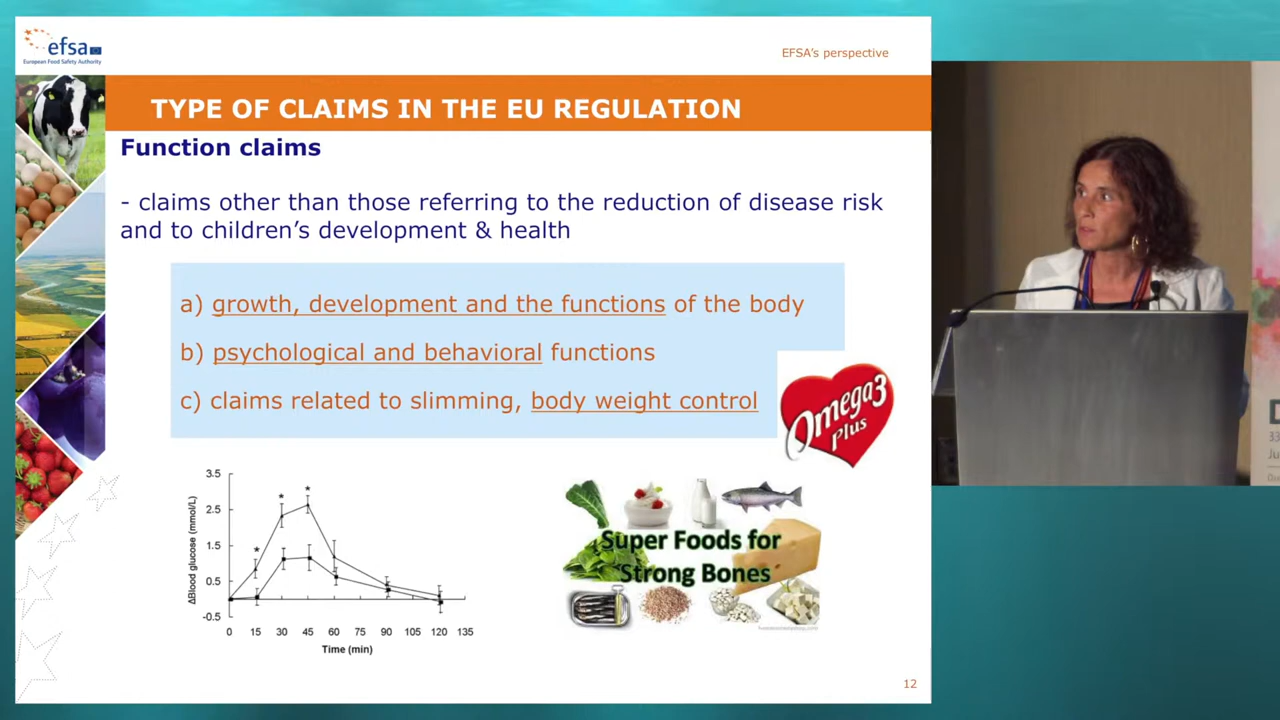 efsa
European Food Safety Authority
EFSA's perspective
TYPE OF CLAIMS IN THE EU REGULATION
Function claims
- claims other than those referring to the reduction of disease risk
and to children's development & health
a) growth, development and the functions of the body
b) psychological and behavioral functions
c) claims related to slimming, body weight control
Omega3
Plus
3.5
2.5
1.5
0.5
-0.5
ΔBlood glucose (mmol/L)
* * *
0 15 30 45 60 75 90 105 120 135
Time (min)
Super Foods for
Strong Bones
12
D
33
Ju